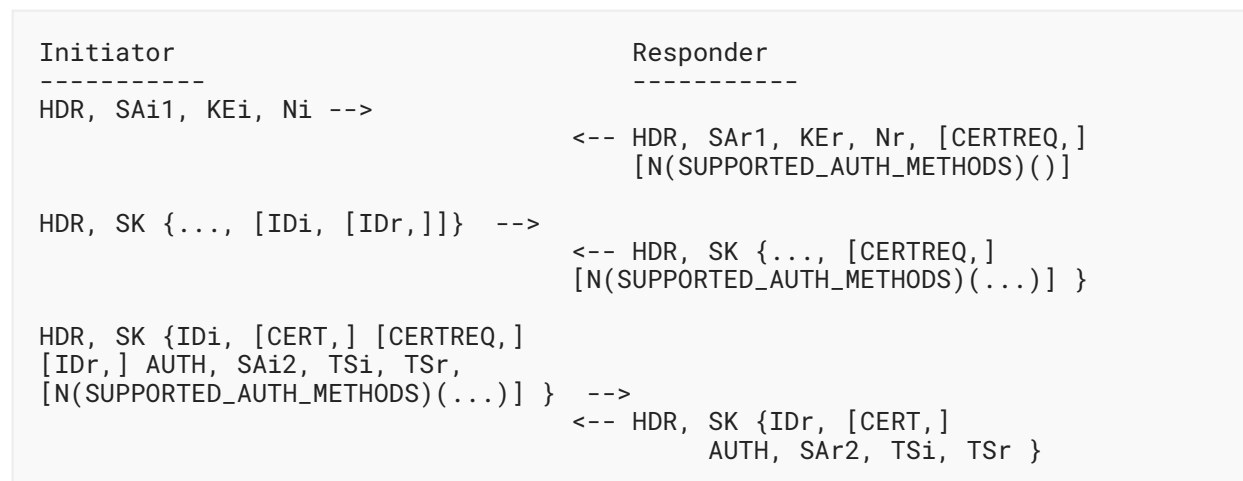 Initiator                                    Responder
-----------                                  -----------
HDR, SAi1, KEi, Ni -->
                                        <-- HDR, SAr1, KEr, Nr, [CERTREQ,]
                                            [N(SUPPORTED_AUTH_METHODS)()]
HDR, SK {..., [IDi, [IDr,]]}  -->
                                        <-- HDR, SK {..., [CERTREQ,]
                                        [N(SUPPORTED_AUTH_METHODS)(...)] }
HDR, SK {IDi, [CERT,] [CERTREQ,]
[IDr,] AUTH, SAi2, TSi, TSr,
[N(SUPPORTED_AUTH_METHODS)(...)] }  -->
                                        <-- HDR, SK {IDr, [CERT,]
                                                  AUTH, SAr2, TSi, TSr }